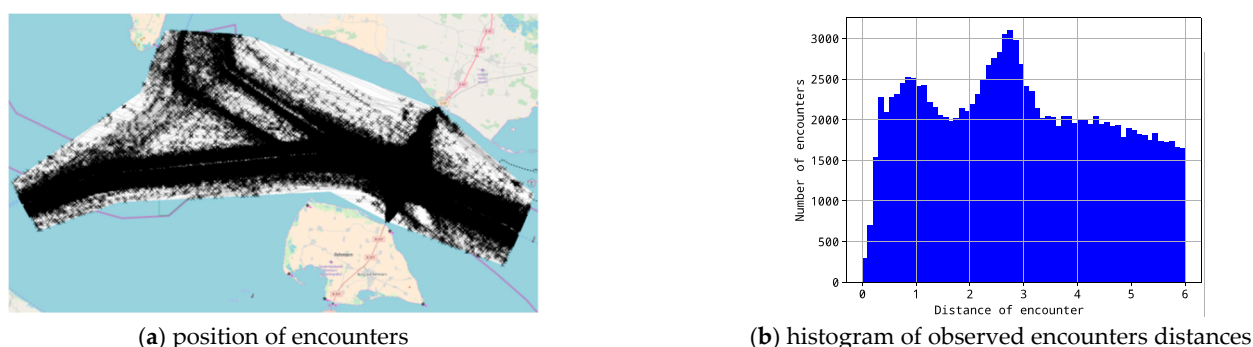 3000
2500
2000
1500
1000
500
0
Number of encounters
0 1 2 3 4 5 6
Distance of encounter
(a) position of encounters
(b) histogram of observed encounters distances